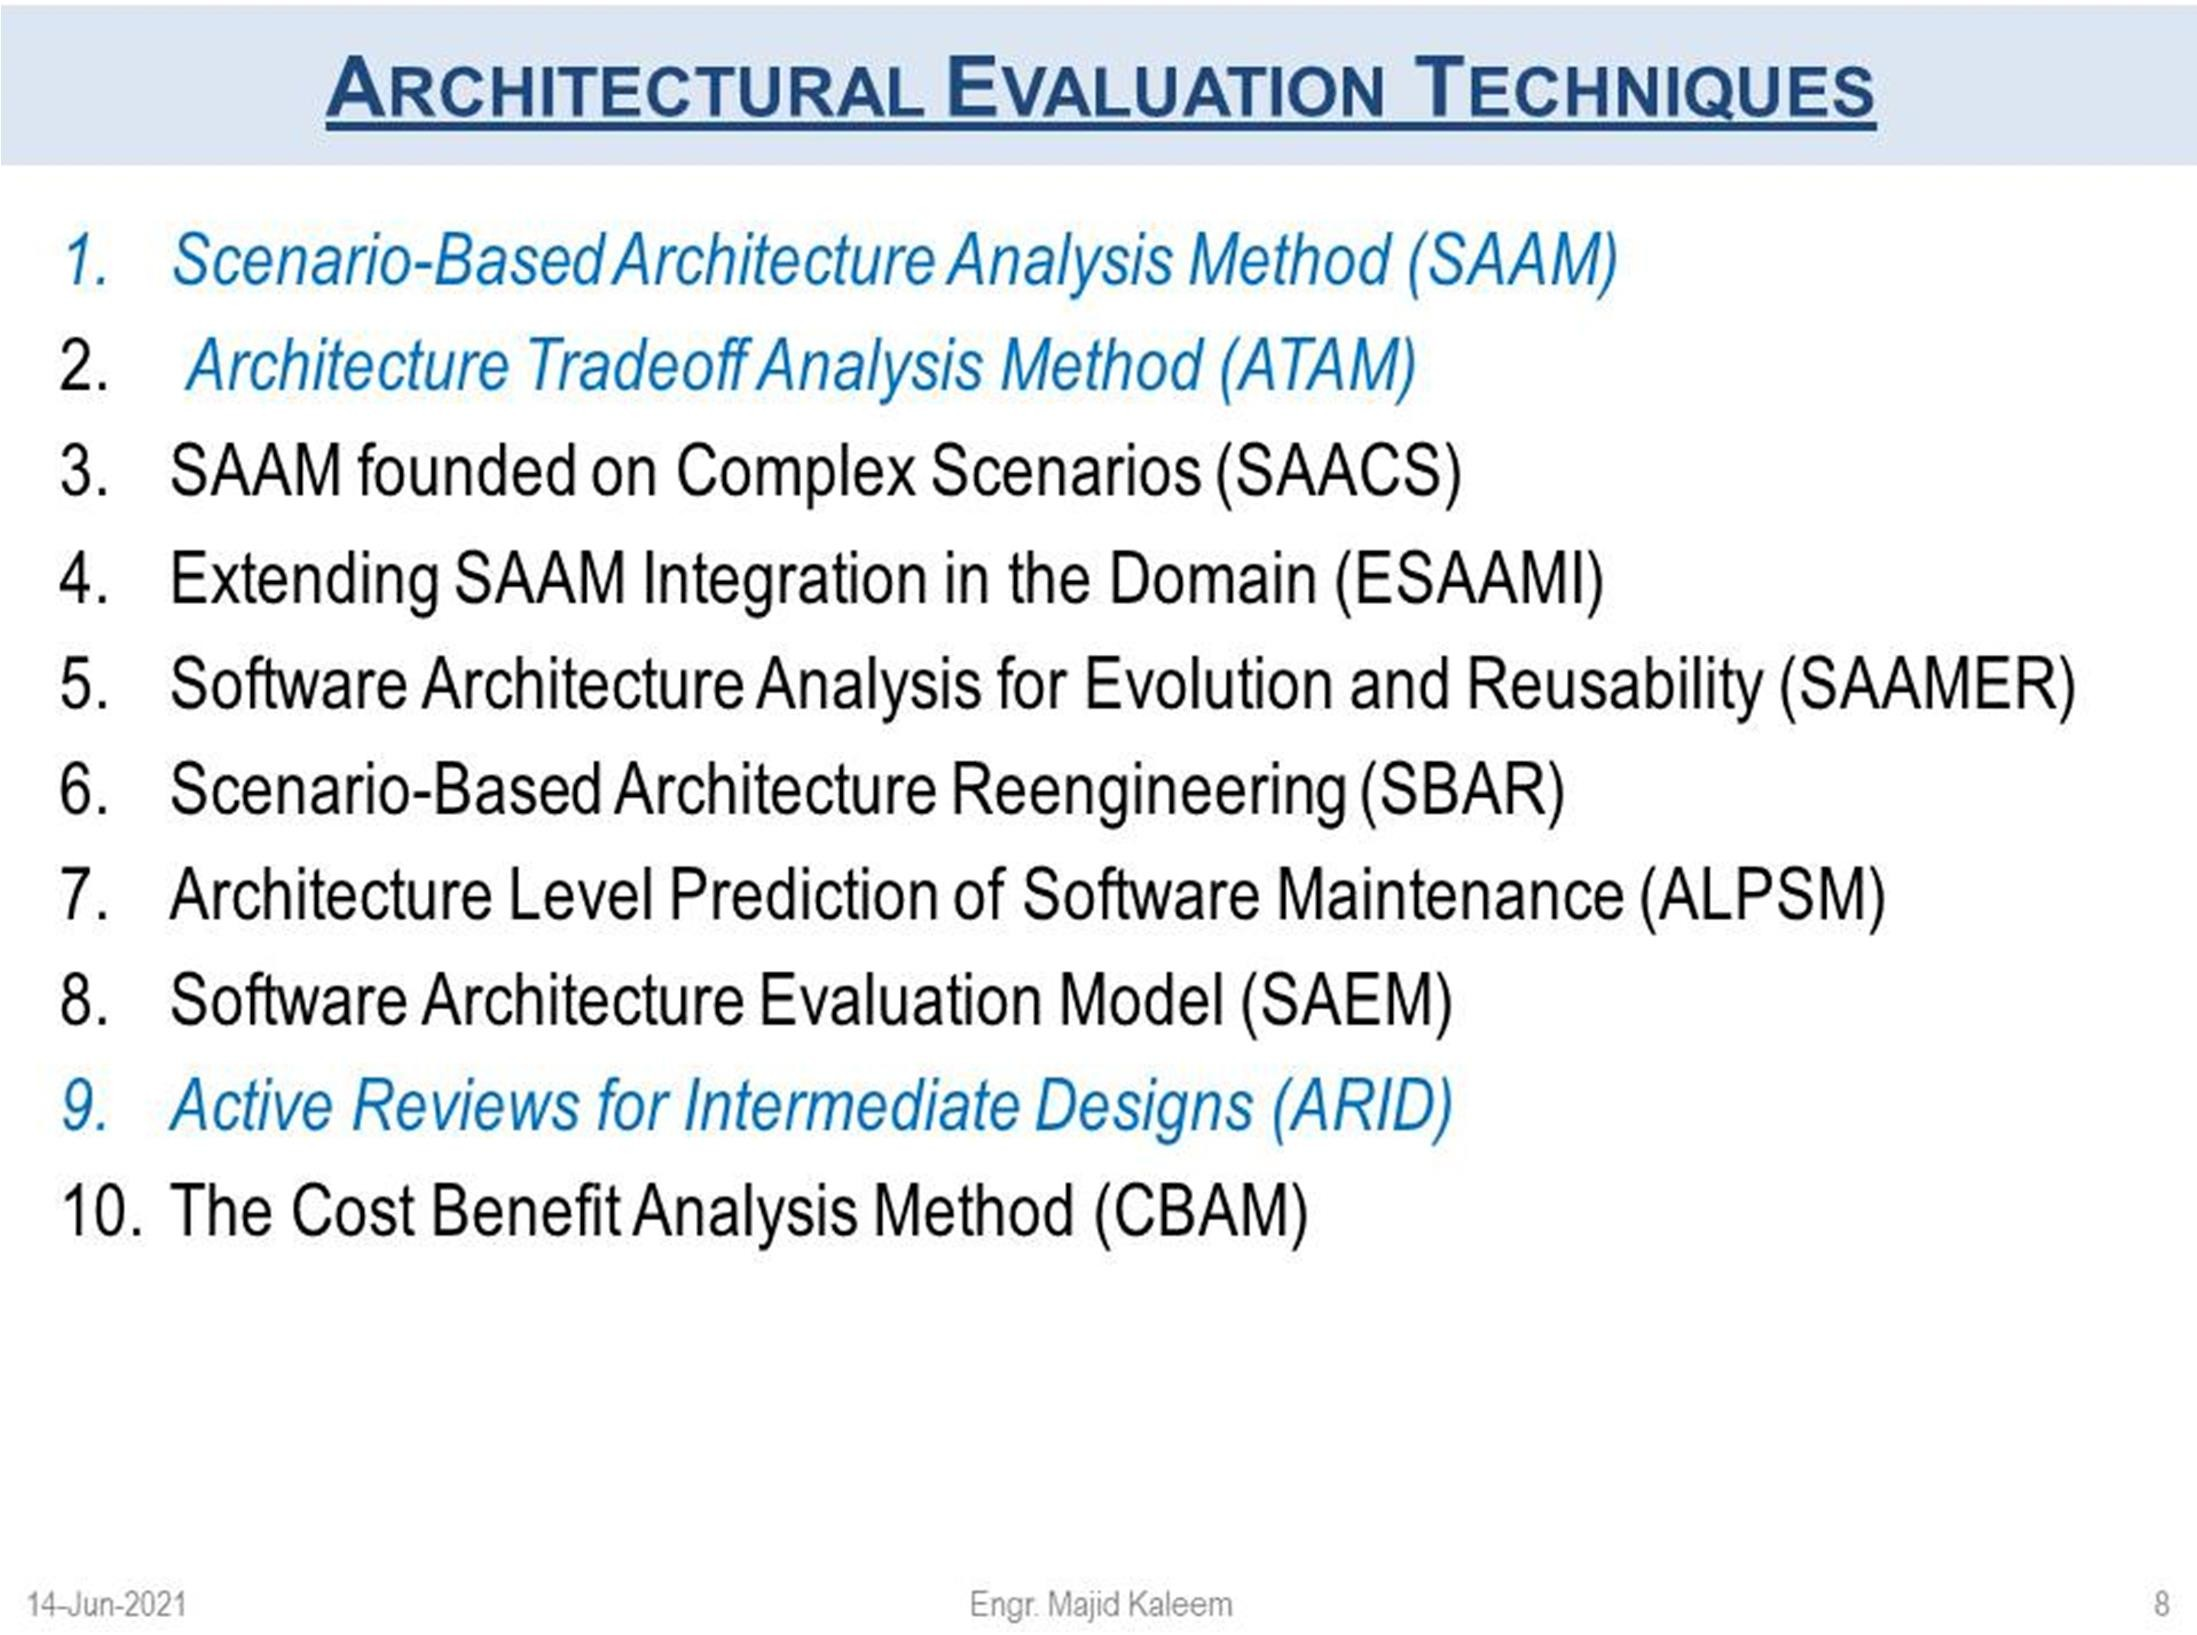 ARCHITECTURAL EVALUATION TECHNIQUES
1. Scenario-Based Architecture Analysis Method (SAAM)
2. Architecture Tradeoff Analysis Method (ATAM)
3. SAAM founded on Complex Scenarios (SAACS)
4. Extending SAAM Integration in the Domain (ESAAMI)
5. Software Architecture Analysis for Evolution and Reusability (SAAMER)
6. Scenario-Based Architecture Reengineering (SBAR)
7. Architecture Level Prediction of Software Maintenance (ALPSM)
8. Software Architecture Evaluation Model (SAEM)
9. Active Reviews for Intermediate Designs (ARID)
10. The Cost Benefit Analysis Method (CBAM)
14-Jun-2021 Engr. Majid Kaleem 8